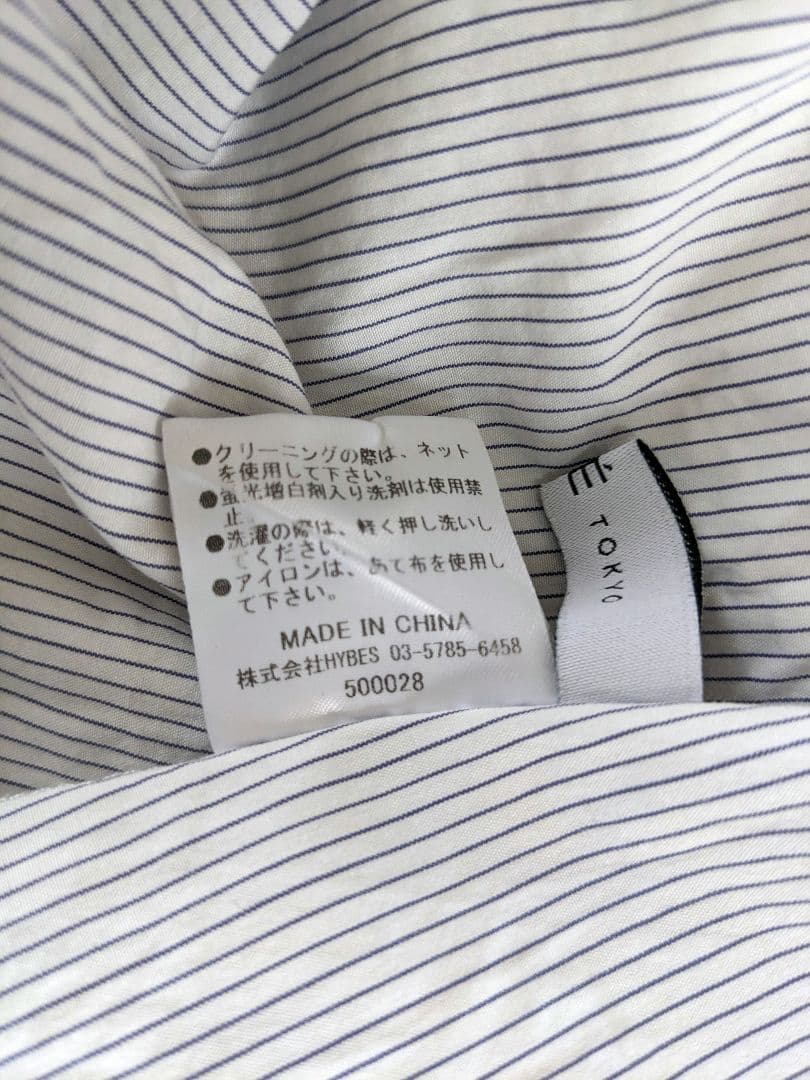 ●クリーニングの際は、ネット
を使用して下さい。
●蛍光増白剤入り洗剤は使用禁
止
●洗濯の際は、軽く押し洗いし
てください。
●アイロンは、あて布を使用し
て下さい。
MADE IN CHINA
株式会社HYBES 03-5785-6458
500028
TOKYO